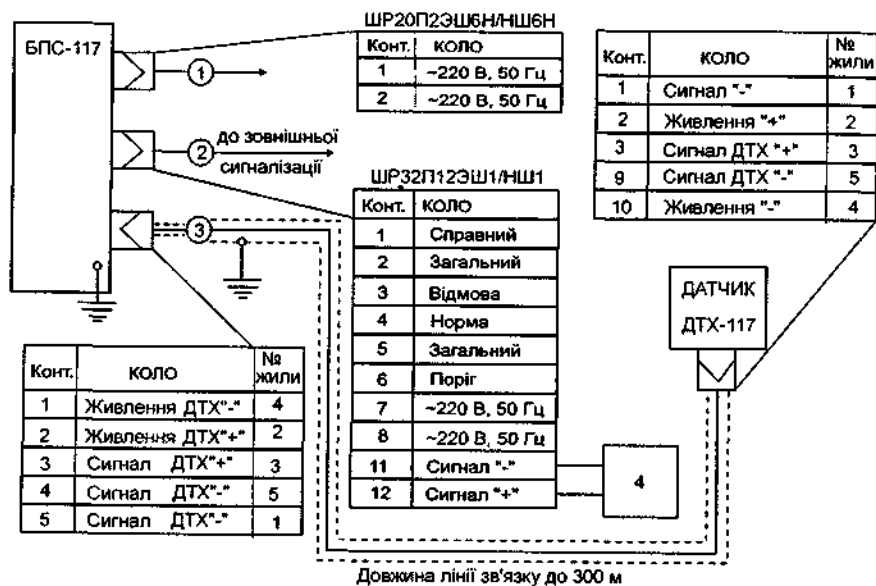 БПС-117
1
2
до зовнішньої
сигналізації
3
ШР20П2ЭШ6Н/НШ6Н
Конт. КОЛО
1 ~220 В, 50 Гц
2 ~220 В, 50 Гц
Конт. КОЛО № жили
1 Сигнал "-" 1
2 Живлення "+" 2
3 Сигнал ДТХ "+" 3
9 Сигнал ДТХ "-" 5
10 Живлення "-" 4
ШР32П12ЭШ1/НШ1
Конт. КОЛО
1 Справний
2 Загальний
3 Відмова
4 Норма
5 Загальний
6 Поріг
7 ~220 В, 50 Гц
8 ~220 В, 50 Гц
11 Сигнал "-"
12 Сигнал "+"
4
ДАТЧИК
ДТХ-117
Конт. КОЛО № жили
1 Живлення ДТХ"-" 4
2 Живлення ДТХ"+" 2
3 Сигнал ДТХ"+" 3
4 Сигнал ДТХ"-" 5
5 Сигнал ДТХ"-" 1
Довжина лінії зв'язку до 300 м